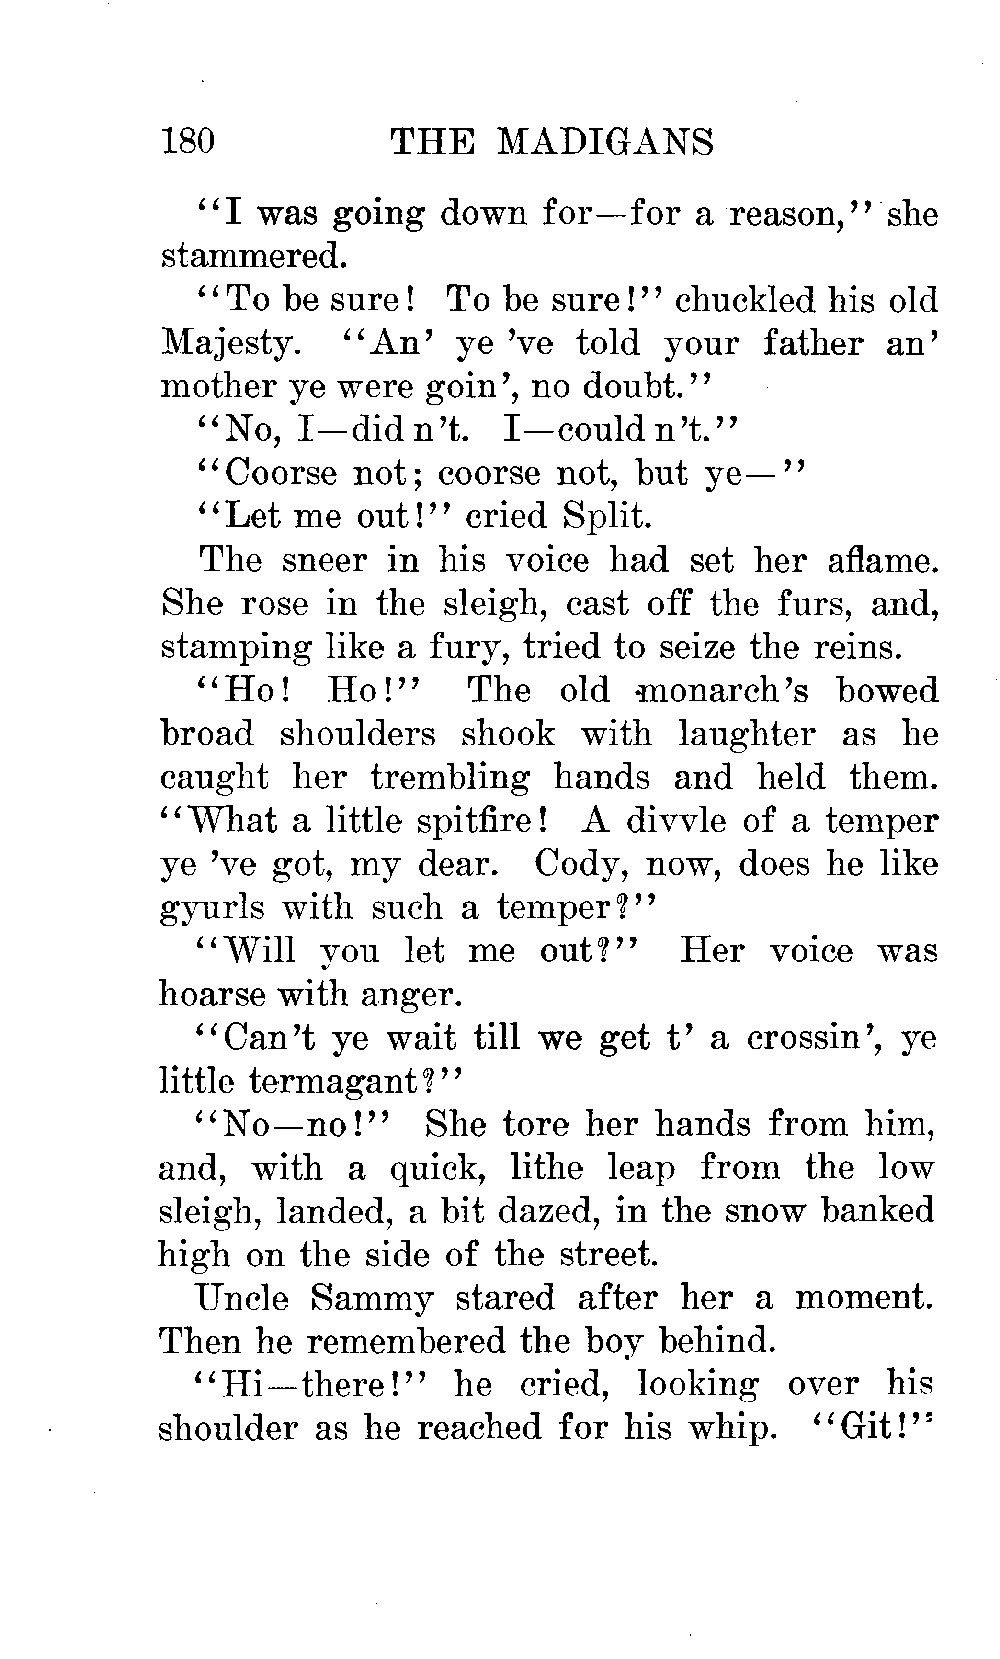 180 THE MADIGANS
"I was going down for—for a reason," she
stammered.
"To be sure! To be sure!" chuckled his old
Majesty. "An' ye 've told your father an'
mother ye were goin', no doubt."
"No, I—did n't. I—could n't."
"Coorse not; coorse not, but ye—"
"Let me out!" cried Split.
The sneer in his voice had set her aflame.
She rose in the sleigh, cast off the furs, and,
stamping like a fury, tried to seize the reins.
"Ho! Ho!" The old monarch's bowed
broad shoulders shook with laughter as he
caught her trembling hands and held them.
"What a little spitfire! A divvle of a temper
ye 've got, my dear. Cody, now, does he like
gyurls with such a temper?"
"Will you let me out?" Her voice was
hoarse with anger.
"Can't ye wait till we get t' a crossin', ye
little termagant?"
"No—no!" She tore her hands from him,
and, with a quick, lithe leap from the low
sleigh, landed, a bit dazed, in the snow banked
high on the side of the street.
Uncle Sammy stared after her a moment.
Then he remembered the boy behind.
"Hi—there!" he cried, looking over his
shoulder as he reached for his whip. "Git!"